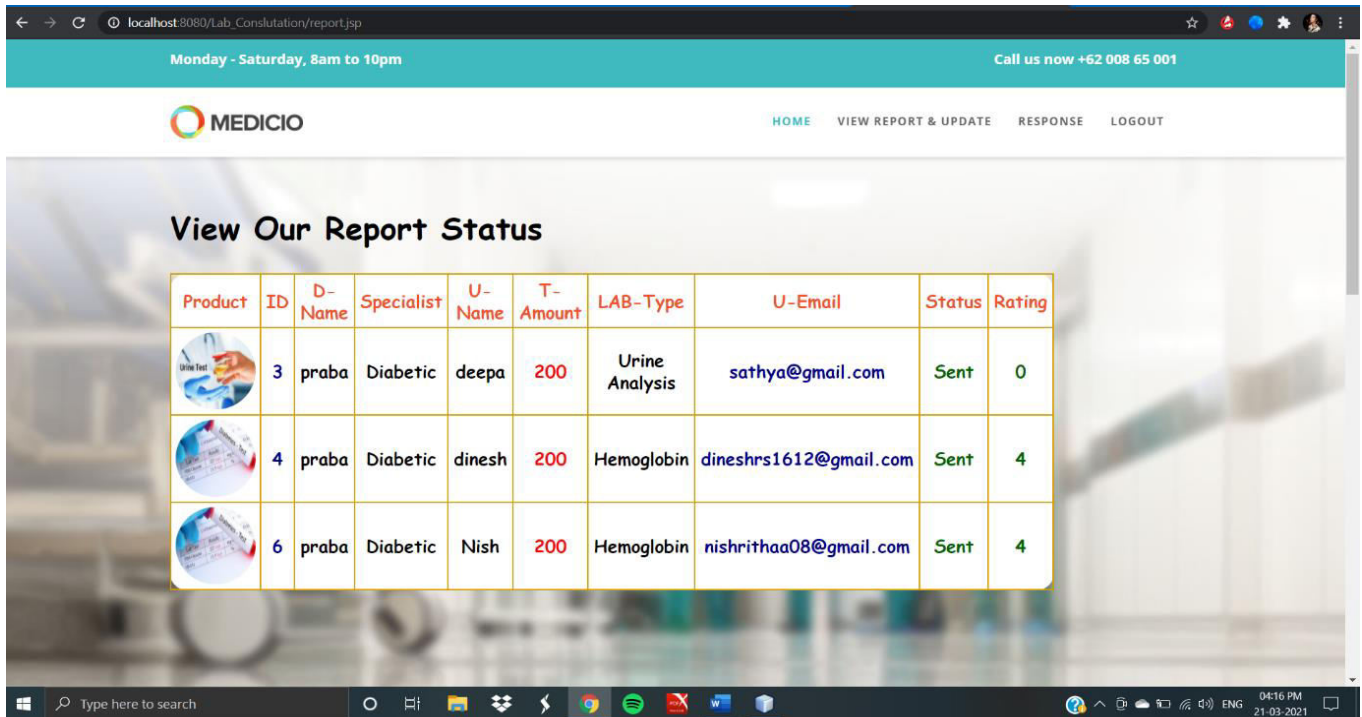 localhost:8080/Lab_Conslutation/report.jsp
Monday - Saturday, 8am to 10pm
Call us now +62 008 65 001
MEDICIO
HOME VIEW REPORT & UPDATE RESPONSE LOGOUT
View Our Report Status
Product ID D-Name Specialist U-Name T-Amount LAB-Type U-Email Status Rating
Urine Test 3 praba Diabetic deepa 200 Urine Analysis sathya@gmail.com Sent 0
4 praba Diabetic dinesh 200 Hemoglobin dineshrs1612@gmail.com Sent 4
6 praba Diabetic Nish 200 Hemoglobin nishrithaa08@gmail.com Sent 4
Type here to search
ENG
04:16 PM
21-03-2021